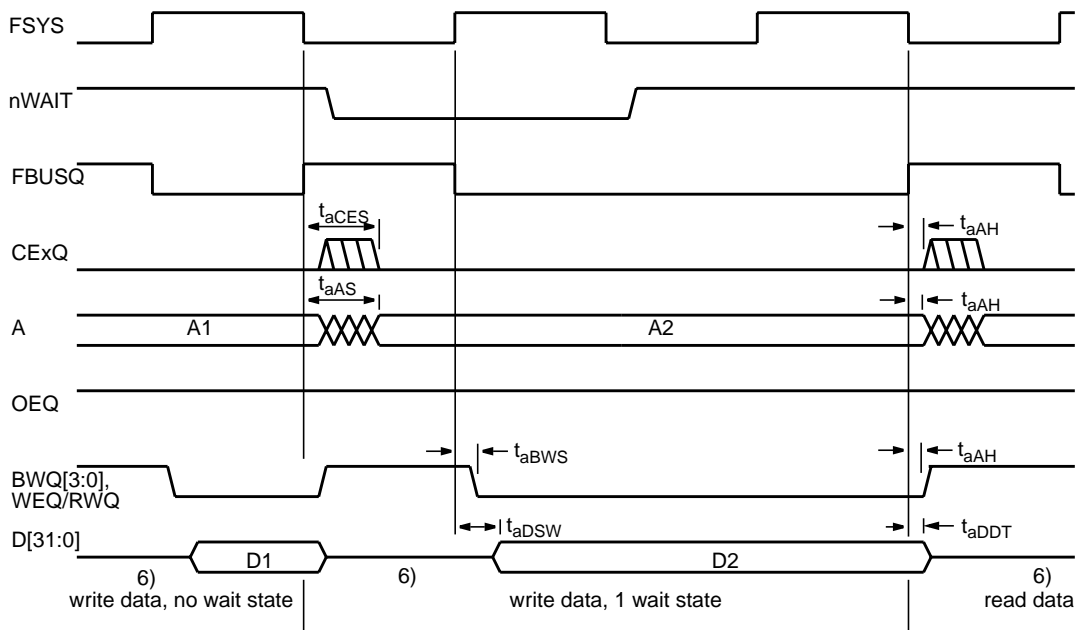 FSYS
nWAIT
FBUSQ
taCES
taAH
CExQ
taAS
taAH
A
A1
A2
OEQ
taBWS
taAH
BWQ[3:0],
WEQ/RWQ
D[31:0]
taDSW
taDDT
D1
D2
6)
6)
6)
write data, no wait state
write data, 1 wait state
read data